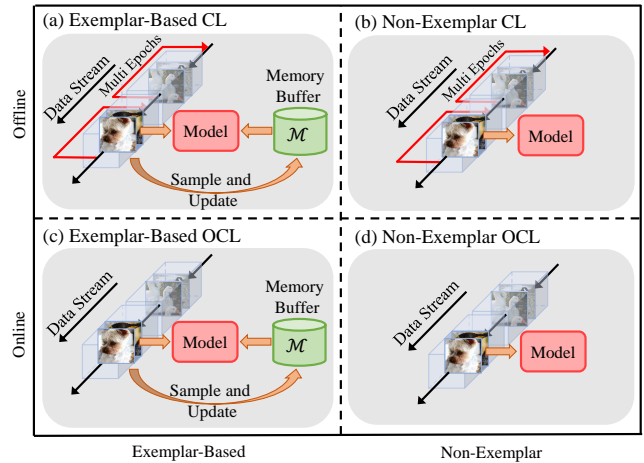 (a) Exemplar-Based CL
Data Stream
Multi Epochs
Memory
Buffer
Model
ℳ
Sample and
Update
(b) Non-Exemplar CL
Data Stream
Multi Epochs
Model
Offline
(c) Exemplar-Based OCL
Data Stream
Memory
Buffer
Model
ℳ
Sample and
Update
(d) Non-Exemplar OCL
Data Stream
Model
Online
Exemplar-Based
Non-Exemplar